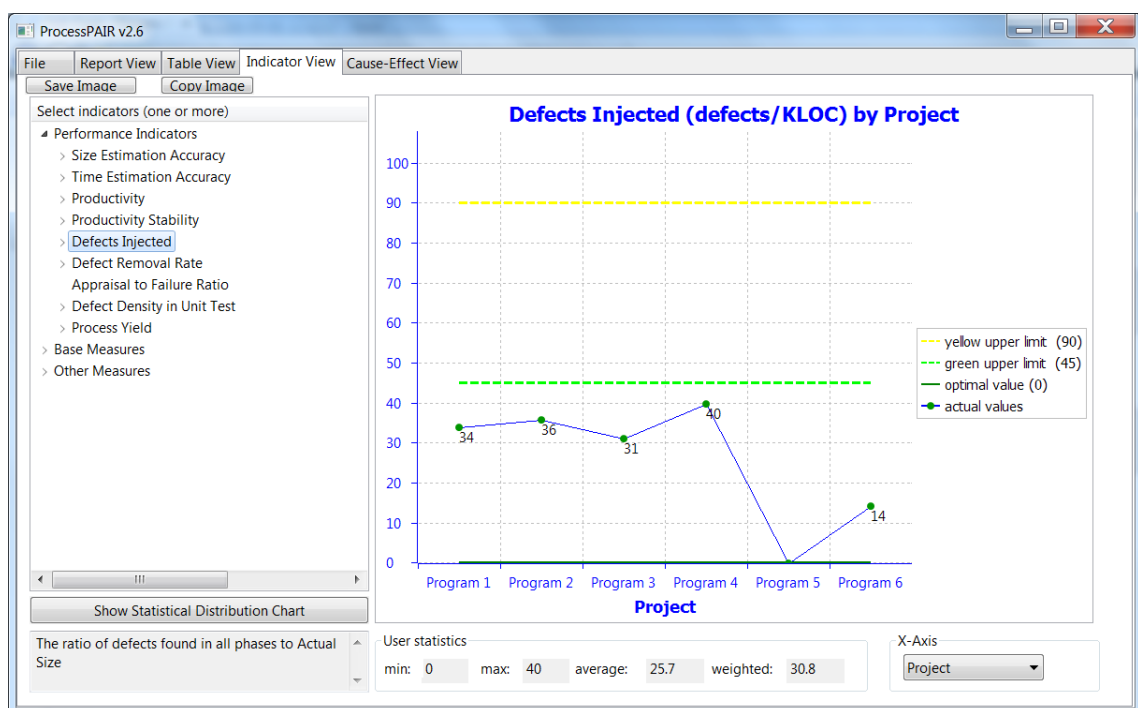 ProcessPAIR v2.6
File Report View Table View Indicator View Cause-Effect View
Save Image Copy Image
Select indicators (one or more)
Performance Indicators
Size Estimation Accuracy
Time Estimation Accuracy
Productivity
Productivity Stability
Defects Injected
Defect Removal Rate
Appraisal to Failure Ratio
Defect Density in Unit Test
Process Yield
Base Measures
Other Measures
Show Statistical Distribution Chart
The ratio of defects found in all phases to Actual
Size
Defects Injected (defects/KLOC) by Project
100
90
80
70
60
50
40
30
20
10
0
34
36
31
40
14
Program 1 Program 2 Program 3 Program 4 Program 5 Program 6
Project
yellow upper limit (90)
green upper limit (45)
optimal value (0)
actual values
User statistics
min: 0 max: 40 average: 25.7 weighted: 30.8
X-Axis
Project